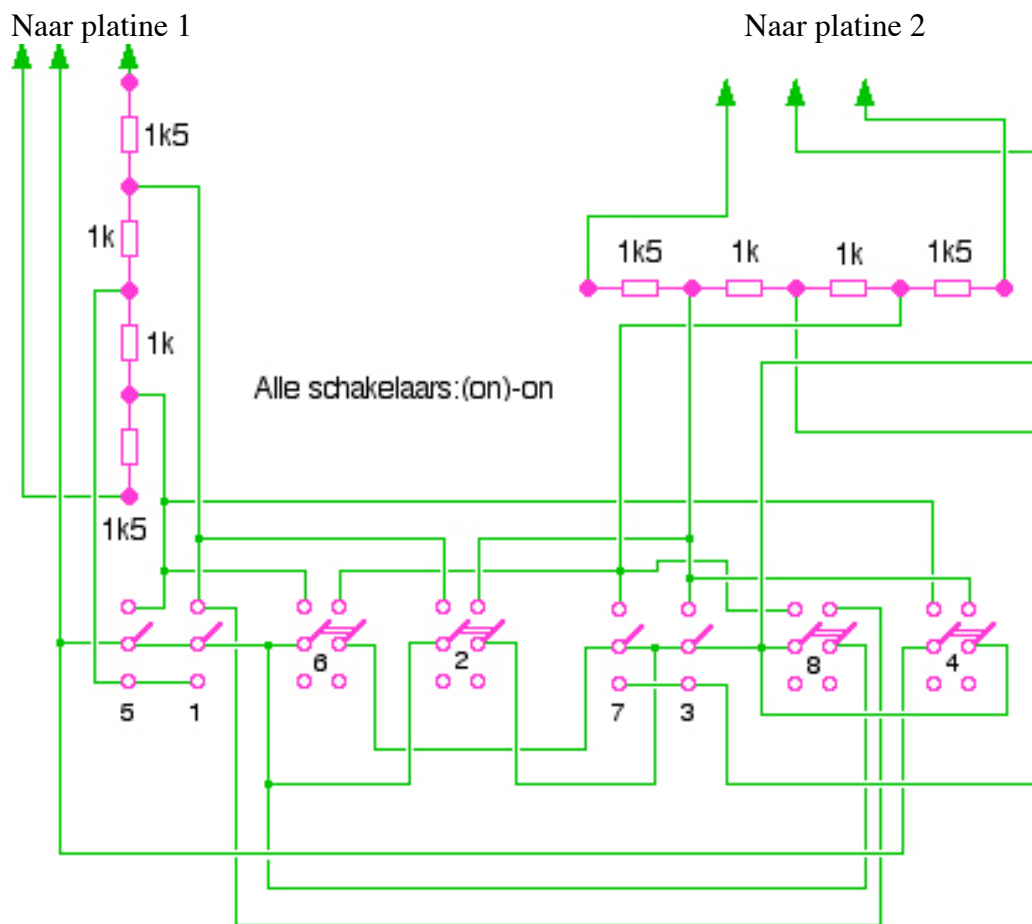 Naar platine 1
Naar platine 2
1k5
1k
1k
1k5
1k5
1k
1k
1k5
Alle schakelaars:(on)-on
5
1
6
2
7
3
8
4